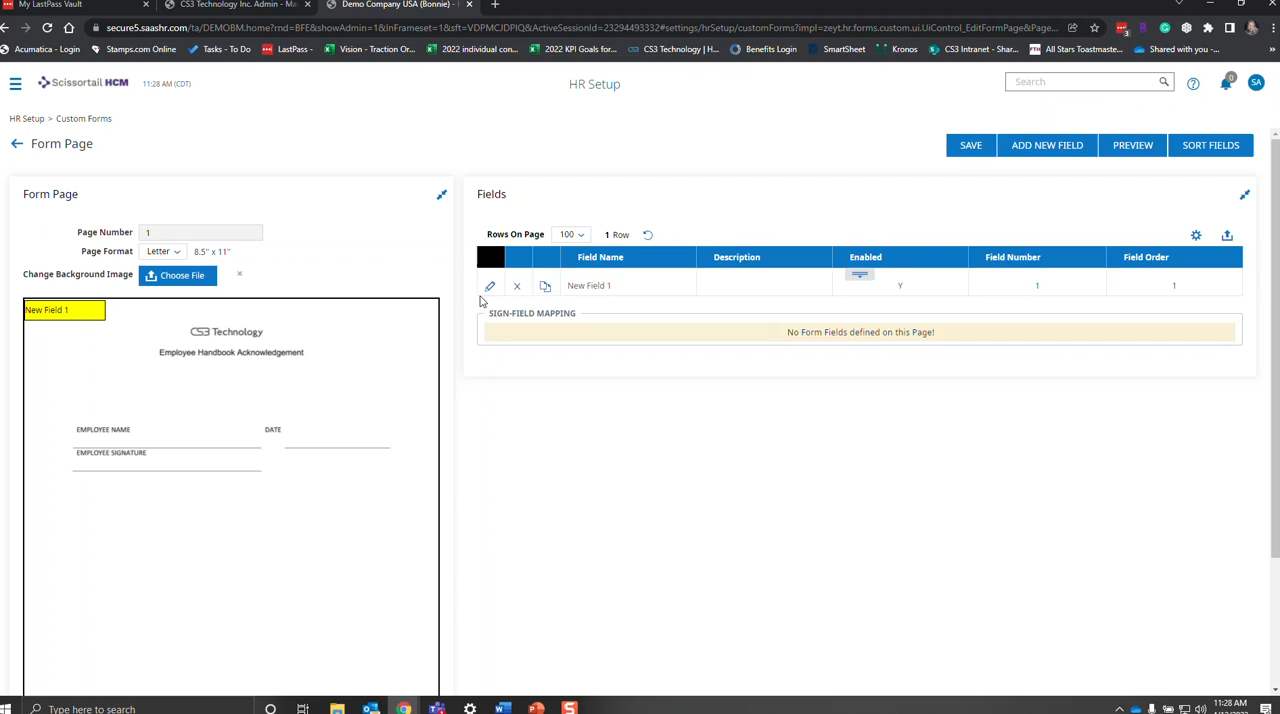 My LastPass Vault
CS3 Technology Inc. Admin - Ma
Demo Company USA (Bonnie) -
secure5.saashr.com/ta/DEMOBM.home?rnd=BFE&showAdmin=1&InFrameset=1&sft=VDPMCJDPIQ&ActiveSessionId=23294493332#settings/hrSetup/customForms?impl=zeyt.hr.form.custom.ui.UiControl_EditFormPage&Page...
3
Acumatica - Login
Stamps.com Online
Tasks - To Do
LastPass -
Vision - Traction Or...
2022 individual con...
2022 KPI Goals for...
CS3 Technology | H...
Benefits Login
SmartSheet
Kronos
CS3 Intranet - Shar...
FTH
All Stars Toastmaste...
Shared with you -...
Scissortail HCM
11:28 AM (CDT)
HR Setup
Search
0
SA
HR Setup > Custom Forms
Form Page
SAVE
ADD NEW FIELD
PREVIEW
SORT FIELDS
Form Page
Fields
Page Number 1
Page Format Letter 8.5" x 11"
Change Background Image Choose File
Rows On Page 100 1 Row
Field Name
Description
Enabled
Field Number
Field Order
New Field 1
Y
1
1
SIGN-FIELD MAPPING
No Form Fields defined on this Page!
New Field 1
CS3 Technology
Employee Handbook Acknowledgement
EMPLOYEE NAME
DATE
EMPLOYEE SIGNATURE
Type here to search
11:28 AM